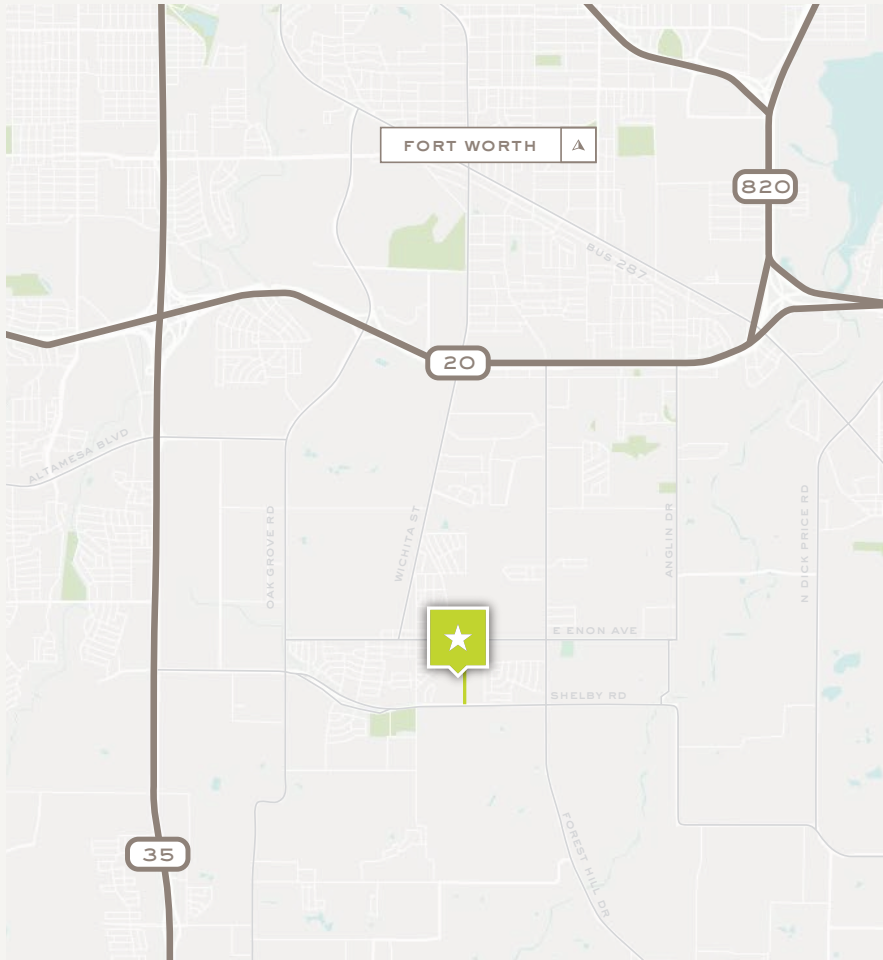 FORT WORTH
820
BUS 287
20
ALTAMESA BLVD
OAK GROVE RD
WICHITA ST
ANGLIN DR
N DICK PRICE RD
E ENON AVE
SHELBY RD
FOREST HILL DR
35